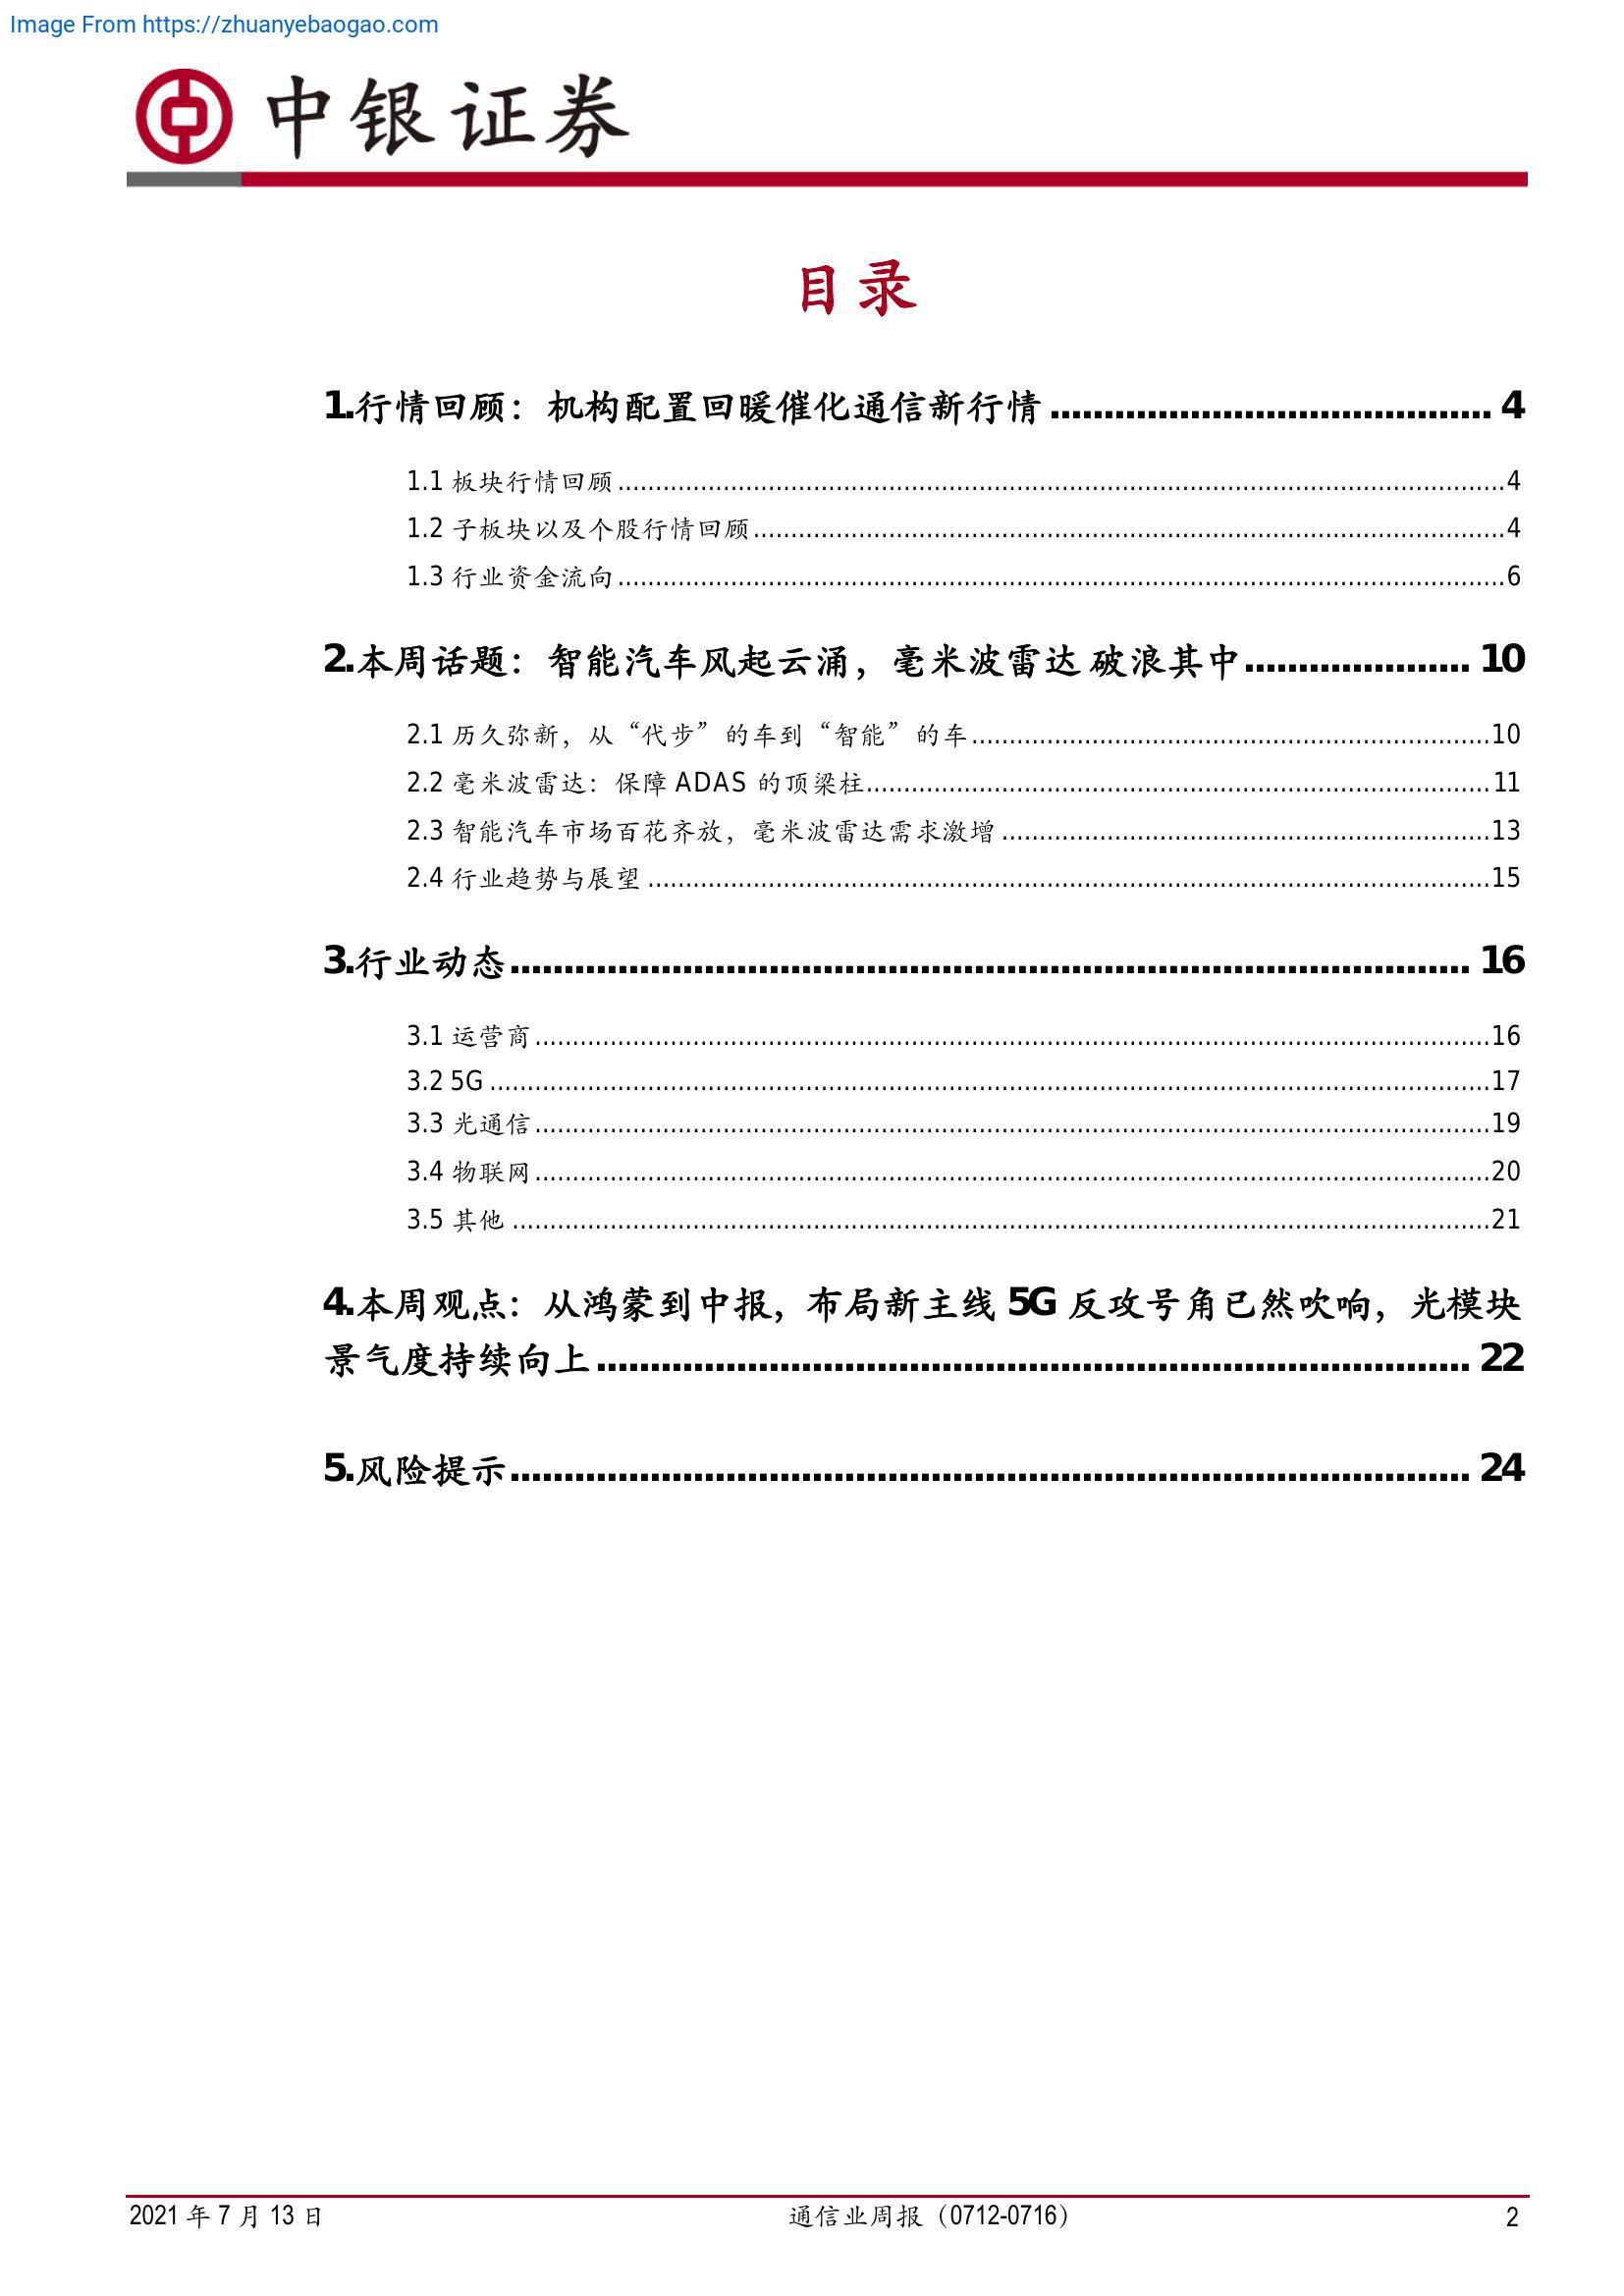 Image From https://zhuanyebaogao.com
中银证券
目录
1.行情回顾：机构配置回暖催化通信新行情........................................ 4
1.1 板块行情回顾........................................4
1.2 子板块以及个股行情回顾........................................4
1.3 行业资金流向........................................6
2.本周话题：智能汽车风起云涌，毫米波雷达 破浪其中..................... 10
2.1 历久弥新，从“代步”的车到“智能”的车........................................10
2.2 毫米波雷达：保障 ADAS 的顶梁柱........................................11
2.3 智能汽车市场百花齐放，毫米波雷达需求激增........................................13
2.4 行业趋势与展望........................................15
3.行业动态........................................ 16
3.1 运营商........................................16
3.2 5G........................................17
3.3 光通信........................................19
3.4 物联网........................................20
3.5 其他........................................21
4.本周观点：从鸿蒙到中报，布局新主线 5G 反攻号角已然吹响，光模块
景气度持续向上........................................ 22
5.风险提示........................................ 24
2021 年 7 月 13 日 通信业周报（0712-0716） 2